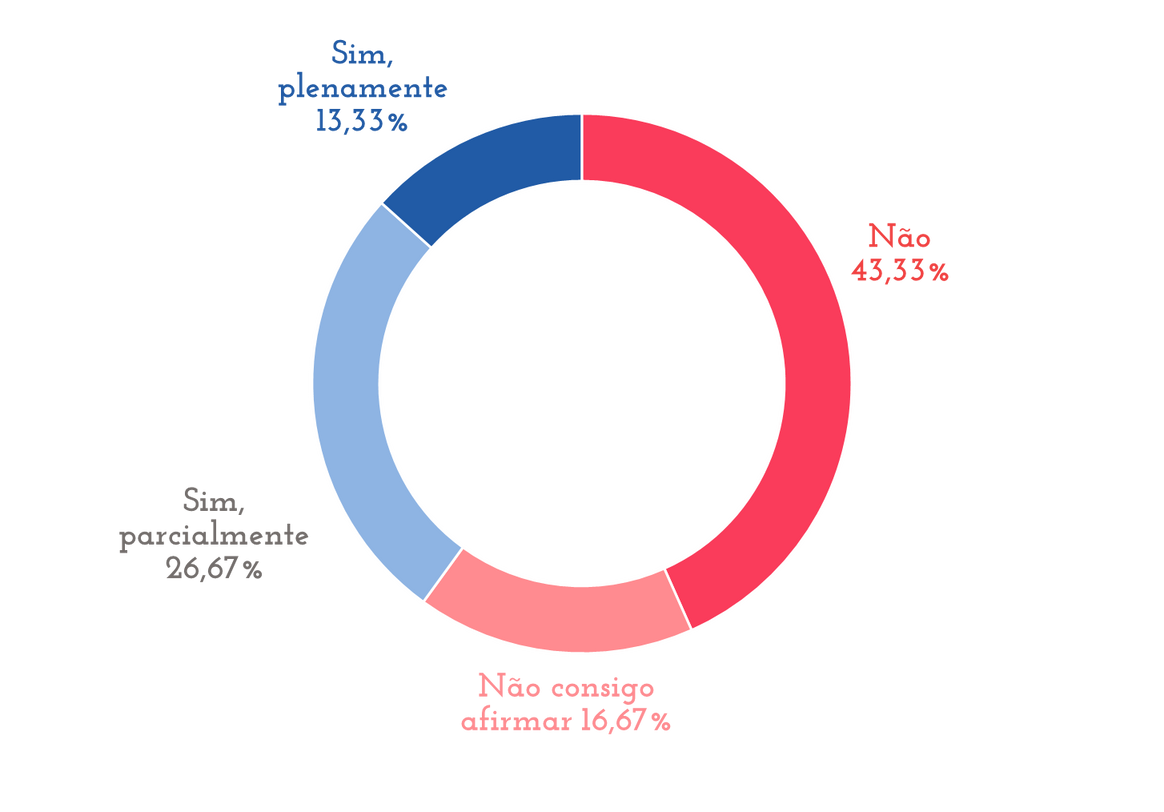 Sim,
plenamente
13,33%
Não
43,33%
Sim,
parcialmente
26,67%
Não consigo
afirmar 16,67%